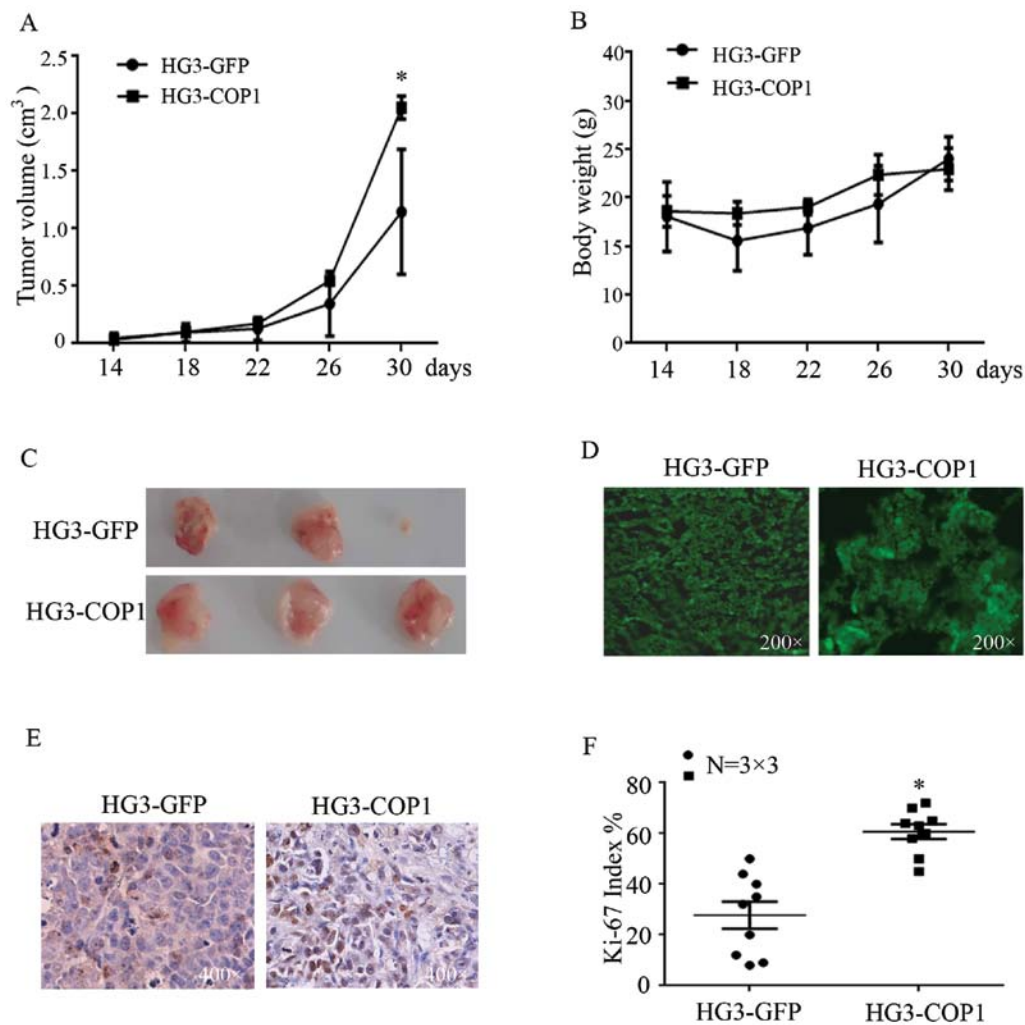 A
HG3-GFP
HG3-COP1
*
Tumor volume (cm³)
2.5
2.0
1.5
1.0
0.5
0
14 18 22 26 30 days
B
HG3-GFP
HG3-COP1
Body weight (g)
40
30
25
20
15
10
0
14 18 22 26 30 days
C
HG3-GFP
HG3-COP1
D
HG3-GFP HG3-COP1
200× 200×
E
HG3-GFP HG3-COP1
400× 400×
F
N=3×3
*
Ki-67 Index %
80
60
40
20
0
HG3-GFP HG3-COP1